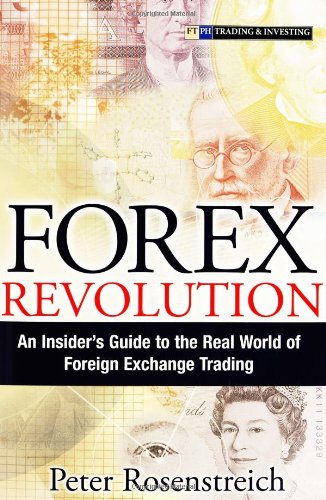 FT PH TRADING & INVESTING
FOREX
REVOLUTION
An Insider's Guide to the Real World of
Foreign Exchange Trading
KK111133329
Peter Rosenstreich